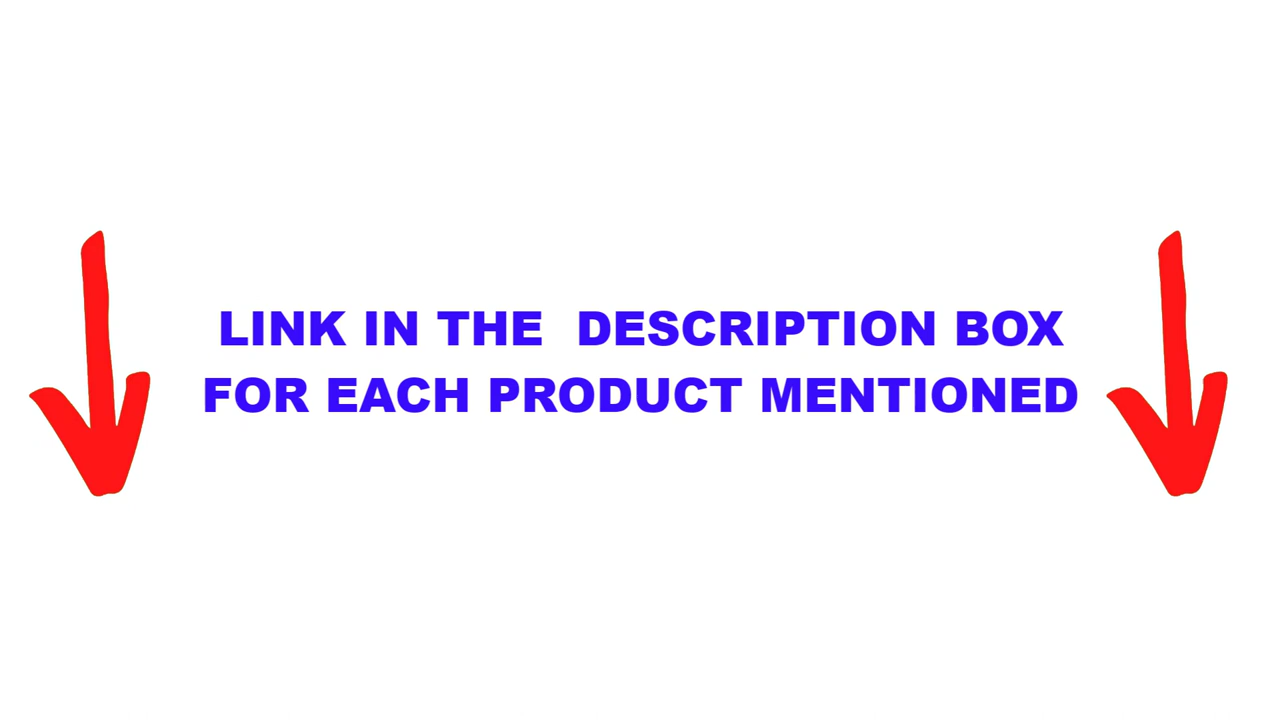 LINK IN THE  DESCRIPTION BOX
FOR EACH PRODUCT MENTIONED